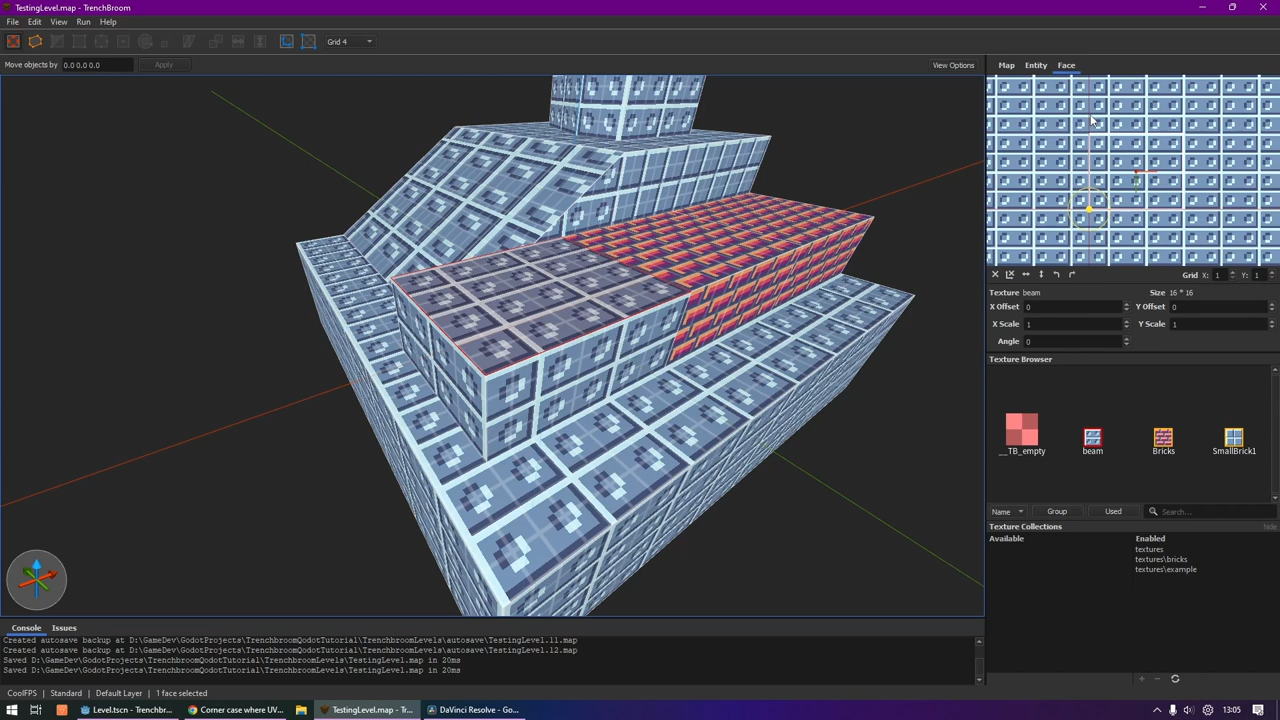 TestingLevel.map - TrenchBroom
File Edit View Run Help
Grid 4
Move objects by 0.0 0.0 0.0 Apply View Options
Map Entity Face
Grid X: 1 Y: 1
Texture beam Size 16 * 16
X Offset 0 Y Offset 0
X Scale 1 Y Scale 1
Angle 0
Texture Browser
__TB_empty beam Bricks SmallBrick1
Name Group Used Search...
Texture Collections hide
Available Enabled
textures
textures\bricks
textures\example
Console Issues
Created autosave backup at D:\GameDev\GodotProjects\TrenchbroomQodotTutorial\TrenchbroomLevels\autosave\TestingLevel.11.map
Created autosave backup at D:\GameDev\GodotProjects\TrenchbroomQodotTutorial\TrenchbroomLevels\autosave\TestingLevel.12.map
Saved D:\GameDev\GodotProjects\TrenchbroomQodotTutorial\TrenchbroomLevels\TestingLevel.map in 20ms
Saved D:\GameDev\GodotProjects\TrenchbroomQodotTutorial\TrenchbroomLevels\TestingLevel.map in 20ms
CoolFPS Standard Default Layer 1 face selected
Level.tscn - Trenchbr... Corner case where UV... TestingLevel.map - Tr... DaVinci Resolve - Go... 13:05